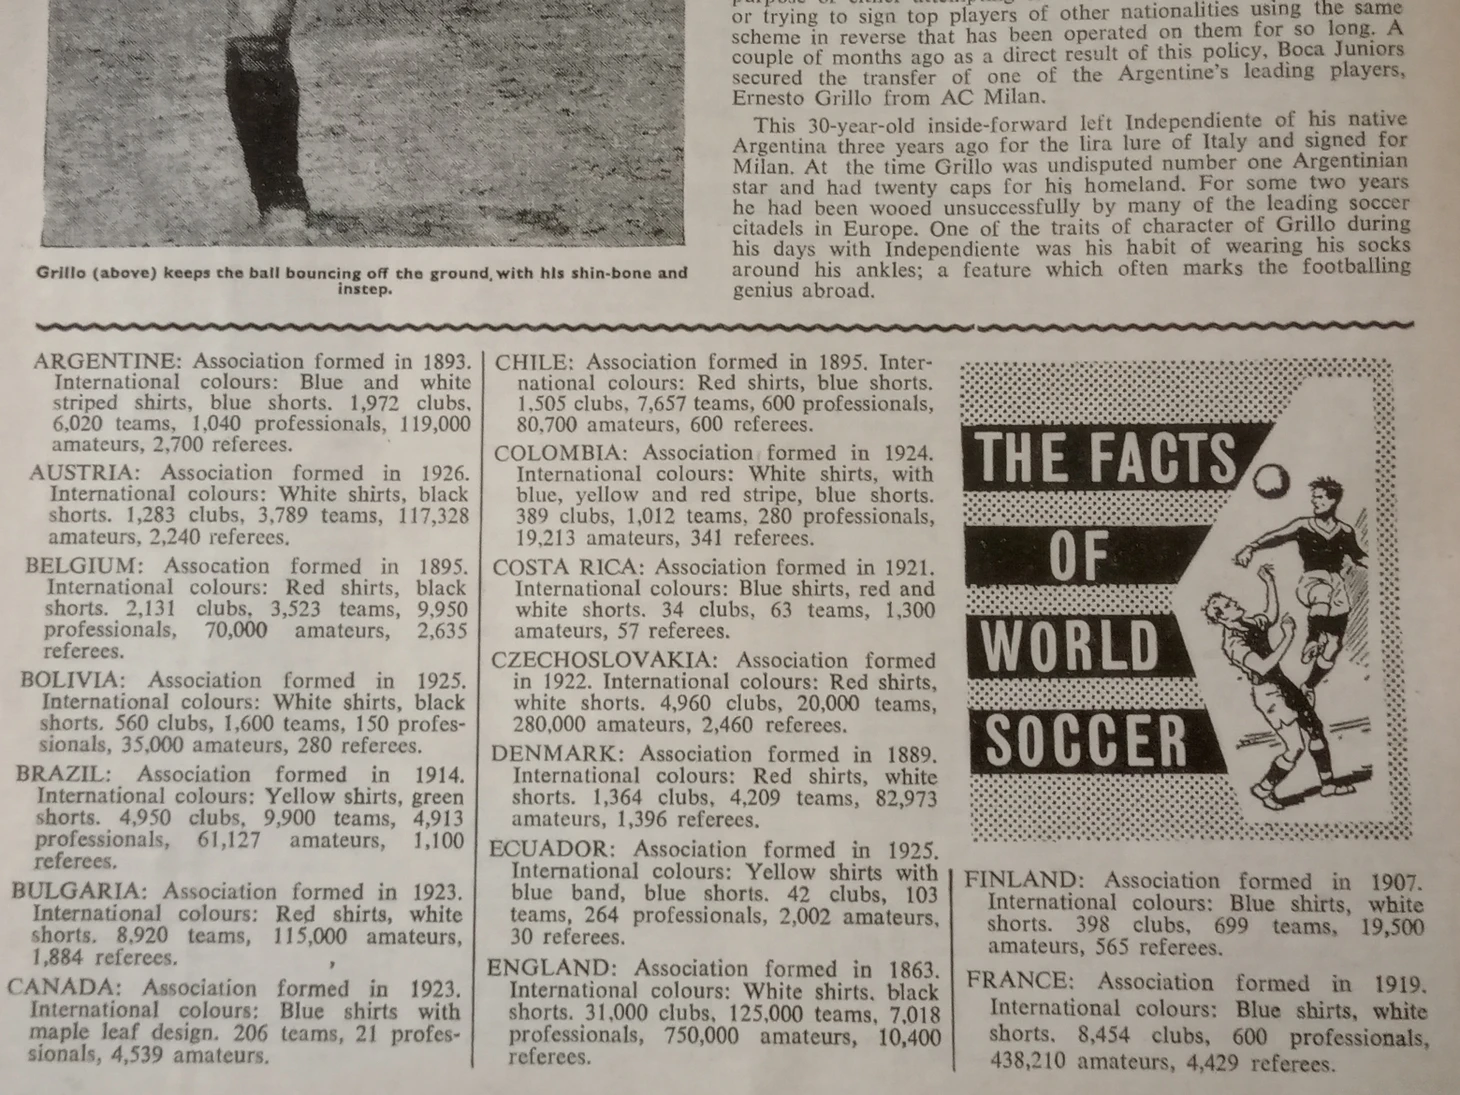 or trying to sign top players of other nationalities using the same
scheme in reverse that has been operated on them for so long. A
couple of months ago as a direct result of this policy, Boca Juniors
secured the transfer of one of the Argentine's leading players,
Ernesto Grillo from AC Milan.
This 30-year-old inside-forward left Independiente of his native
Argentina three years ago for the lira lure of Italy and signed for
Milan. At the time Grillo was undisputed number one Argentinian
star and had twenty caps for his homeland. For some two years
he had been wooed unsuccessfully by many of the leading soccer
citadels in Europe. One of the traits of character of Grillo during
his days with Independiente was his habit of wearing his socks
around his ankles; a feature which often marks the footballing
genius abroad.
Grillo (above) keeps the ball bouncing off the ground, with his shin-bone and
instep.
ARGENTINE: Association formed in 1893.
International colours: Blue and white
striped shirts, blue shorts. 1,972 clubs,
6,020 teams, 1,040 professionals, 119,000
amateurs, 2,700 referees.
AUSTRIA: Association formed in 1926.
International colours: White shirts, black
shorts. 1,283 clubs, 3,789 teams, 117,328
amateurs, 2,240 referees.
BELGIUM: Assocation formed in 1895.
International colours: Red shirts, black
shorts. 2,131 clubs, 3,523 teams, 9,950
professionals, 70,000 amateurs, 2,635
referees.
BOLIVIA: Association formed in 1925.
International colours: White shirts, black
shorts. 560 clubs, 1,600 teams, 150 profes-
sionals, 35,000 amateurs, 280 referees.
BRAZIL: Association formed in 1914.
International colours: Yellow shirts, green
shorts. 4,950 clubs, 9,900 teams, 4,913
professionals, 61,127 amateurs, 1,100
referees.
BULGARIA: Association formed in 1923.
International colours: Red shirts, white
shorts. 8,920 teams, 115,000 amateurs,
1,884 referees.
CANADA: Association formed in 1923.
International colours: Blue shirts with
maple leaf design. 206 teams, 21 profes-
sionals, 4,539 amateurs.
CHILE: Association formed in 1895. Inter-
national colours: Red shirts, blue shorts.
1,505 clubs, 7,657 teams, 600 professionals,
80,700 amateurs, 600 referees.
COLOMBIA: Association formed in 1924.
International colours: White shirts, with
blue, yellow and red stripe, blue shorts.
389 clubs, 1,012 teams, 280 professionals,
19,213 amateurs, 341 referees.
COSTA RICA: Association formed in 1921.
International colours: Blue shirts, red and
white shorts. 34 clubs, 63 teams, 1,300
amateurs, 57 referees.
CZECHOSLOVAKIA: Association formed
in 1922. International colours: Red shirts,
white shorts. 4,960 clubs, 20,000 teams,
280,000 amateurs, 2,460 referees.
DENMARK: Association formed in 1889.
International colours: Red shirts, white
shorts. 1,364 clubs, 4,209 teams, 82,973
amateurs, 1,396 referees.
ECUADOR: Association formed in 1925.
International colours: Yellow shirts with
blue band, blue shorts. 42 clubs, 103
teams, 264 professionals, 2,002 amateurs,
30 referees.
ENGLAND: Association formed in 1863.
International colours: White shirts. black
shorts. 31,000 clubs, 125,000 teams, 7,018
professionals, 750,000 amateurs, 10,400
referees.
THE FACTS
OF
WORLD
SOCCER
FINLAND: Association formed in 1907.
International colours: Blue shirts, white
shorts. 398 clubs, 699 teams, 19,500
amateurs, 565 referees.
FRANCE: Association formed in 1919.
International colours: Blue shirts, white
shorts. 8,454 clubs, 600 professionals,
438,210 amateurs, 4,429 referees.